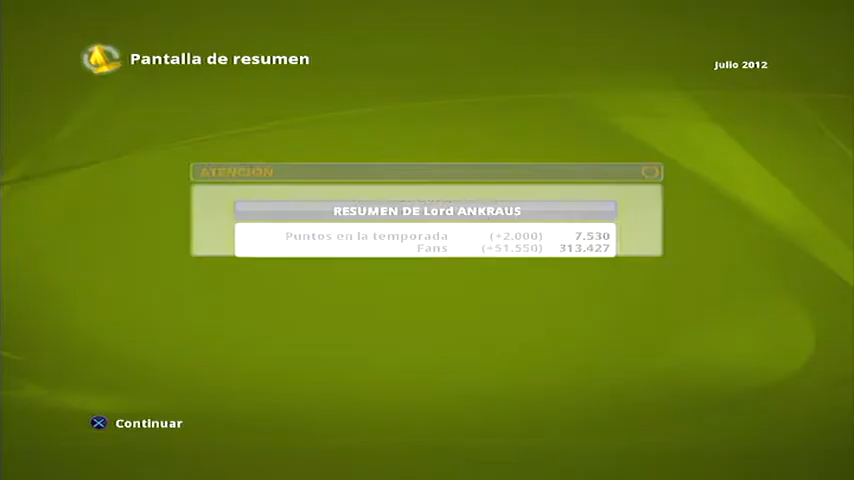 Pantalla de resumen
Julio 2012
ATENCIÓN
RESUMEN DE Lord ANKRAUS
Puntos en la temporada (+2.000) 7.530
Fans (+51.550) 313.427
Continuar